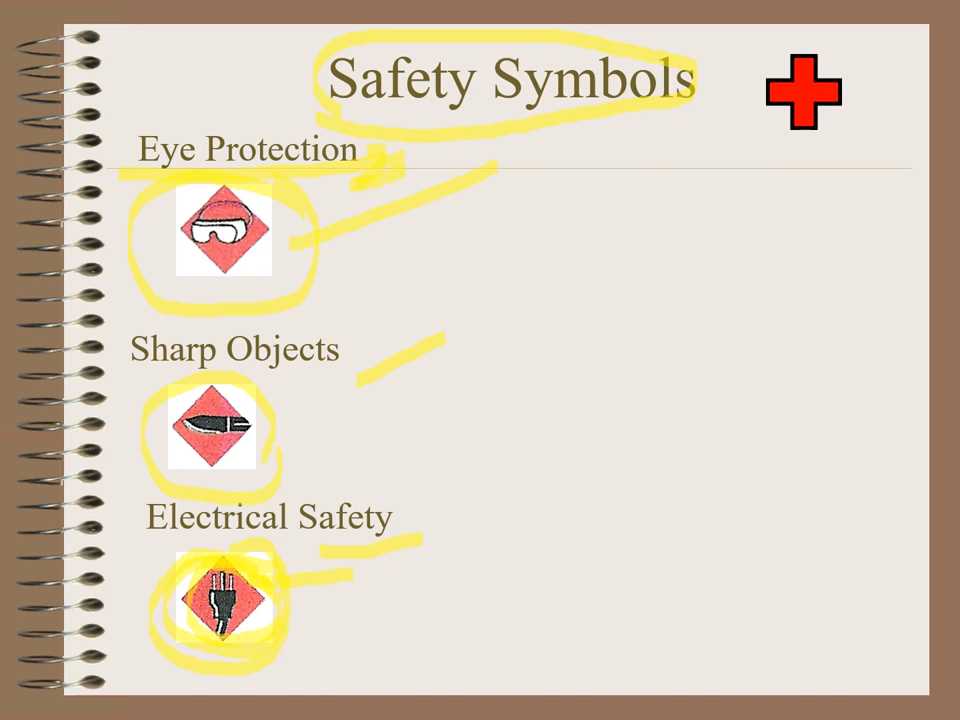 Safety Symbols
Eye Protection
Sharp Objects
Electrical Safety